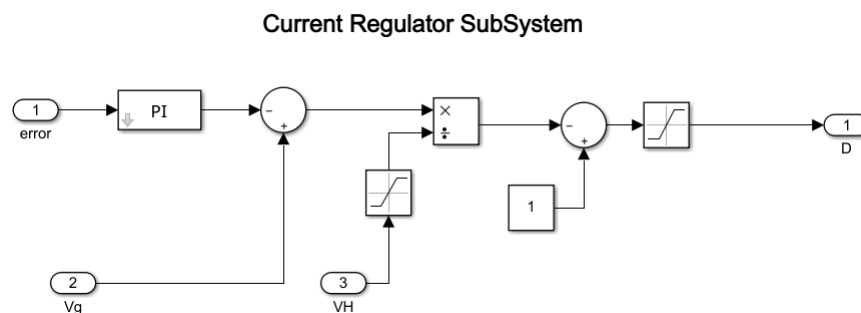 Current Regulator SubSystem
1
error
PI
-
+
×
÷
-
+
1
1
D
2
Vg
3
VH